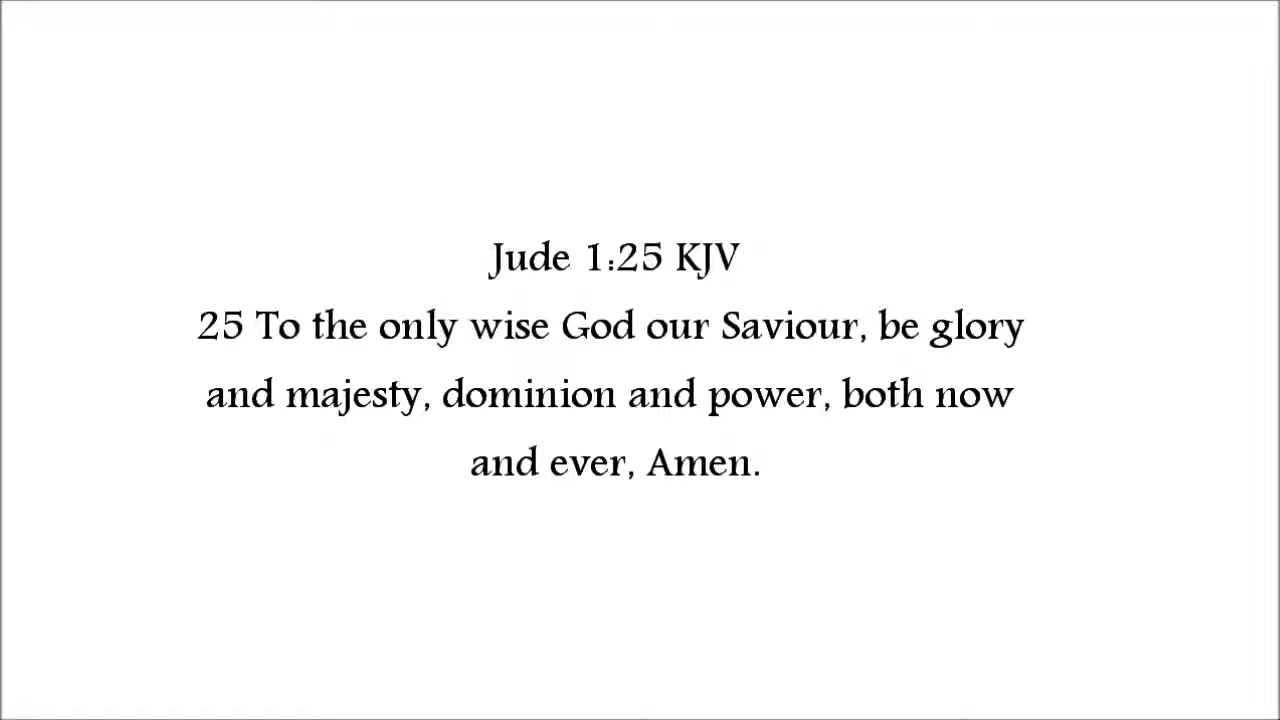 Jude 1:25 KJV
25 To the only wise God our Saviour, be glory
and majesty, dominion and power, both now
and ever, Amen.